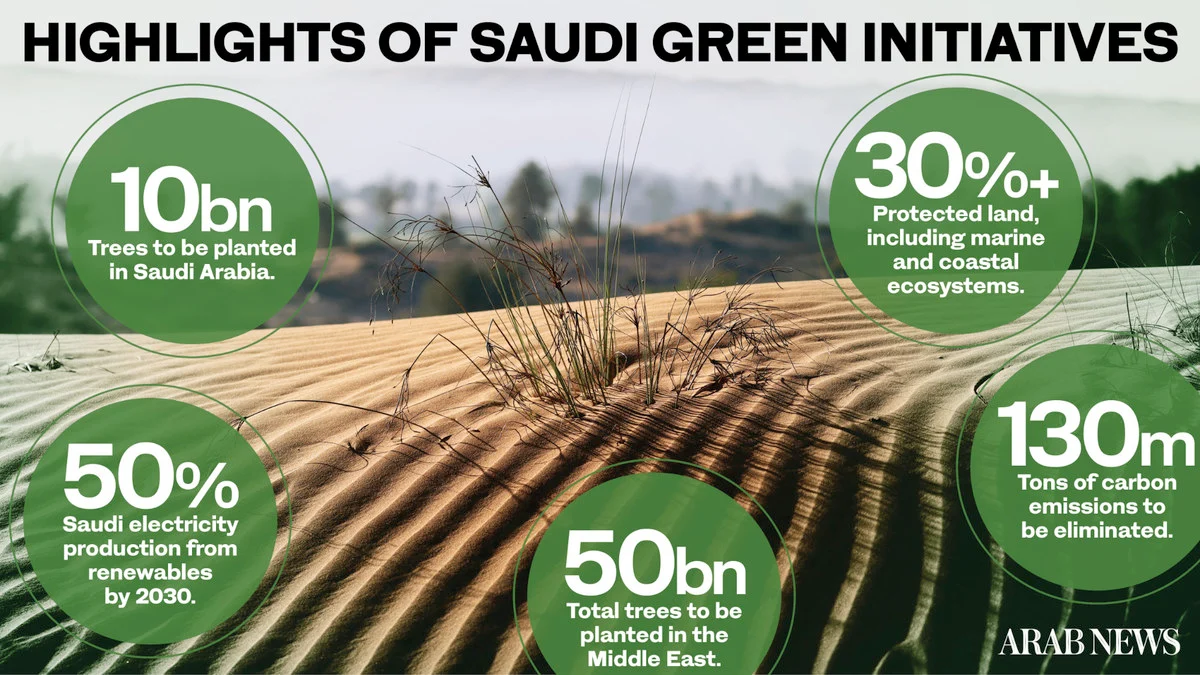 HIGHLIGHTS OF SAUDI GREEN INITIATIVES
10bn
Trees to be planted
in Saudi Arabia.
30%+
Protected land,
including marine
and coastal
ecosystems.
50%
Saudi electricity
production from
renewables
by 2030.
50bn
Total trees to be
planted in the
Middle East.
130m
Tons of carbon
emissions to
be eliminated.
ARAB NEWS